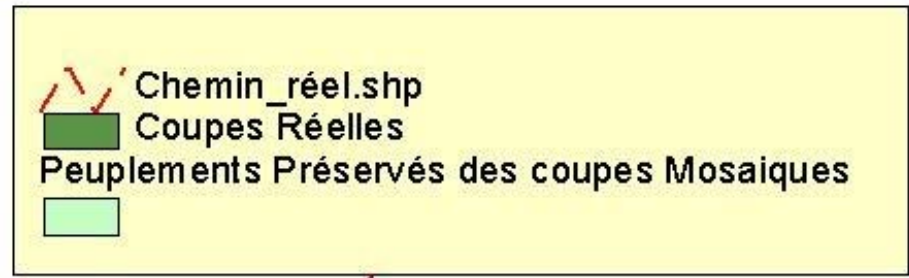 Chemin_réel.shp
Coupes Réelles
Peuplements Préservés des coupes Mosaiques